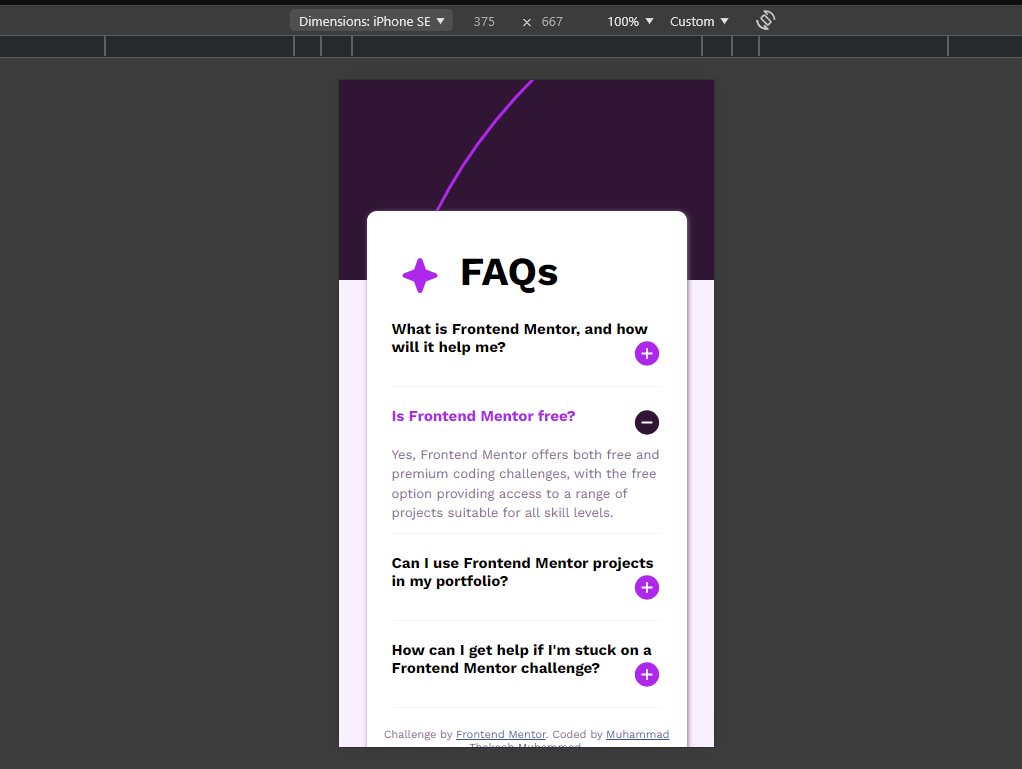 Dimensions: iPhone SE ▼ 375 × 667 100% ▼ Custom ▼
FAQs
What is Frontend Mentor, and how
will it help me?
Is Frontend Mentor free?
Yes, Frontend Mentor offers both free and
premium coding challenges, with the free
option providing access to a range of
projects suitable for all skill levels.
Can I use Frontend Mentor projects
in my portfolio?
How can I get help if I'm stuck on a
Frontend Mentor challenge?
Challenge by Frontend Mentor. Coded by Muhammad
Muhammad